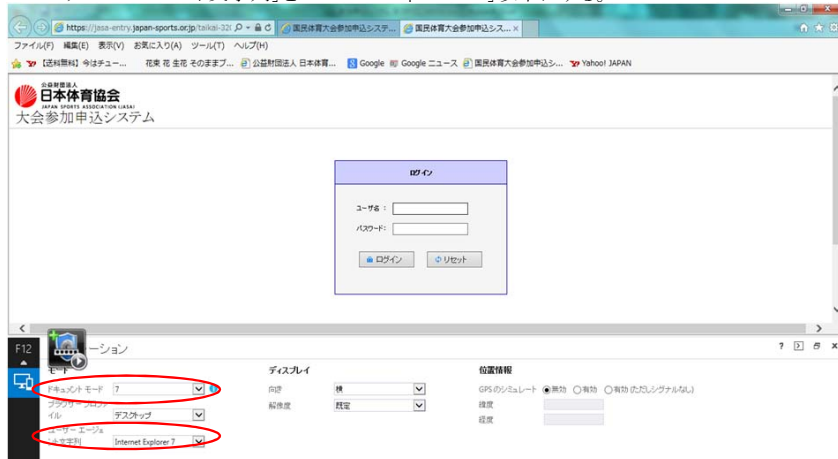 https://jasa-entry.japan-sports.or.jp/taikai-32
国民体育大会参加申込システ...
国民体育大会参加申込シス... ×
ファイル(F) 編集(E) 表示(V) お気に入り(A) ツール(T) ヘルプ(H)
【送料無料】今はチュー... 花束 花 生花 そのままブ... 公益財団法人 日本体育... Google Google ニュース 国民体育大会参加申込シ... Yahoo! JAPAN
公益財団法人
日本体育協会
JAPAN SPORTS ASSOCIATION (JASA)
大会参加申込システム
ログイン
ユーザ名 :
パスワード:
ログイン リセット
F12
ーション
モード ディスプレイ 位置情報
ドキュメント モード 7 向き 横 GPS のシミュレート 無効 有効 有効 (ただしシグナルなし)
ブラウザー プロファ
イル デスクトップ 解像度 既定 緯度
ユーザー エージェ 経度
ント文字列 Internet Explorer 7